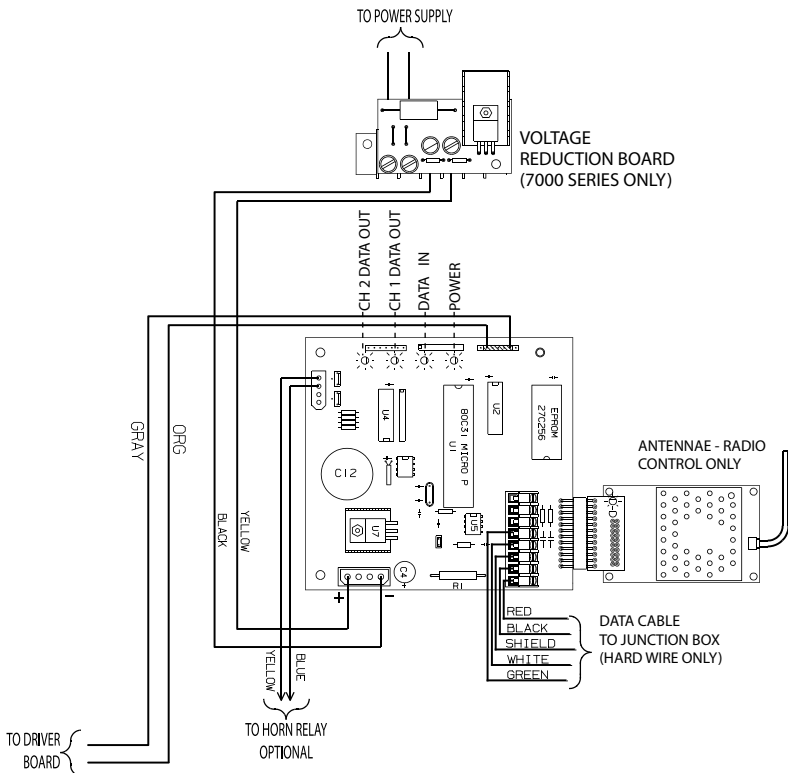 TO POWER SUPPLY
VOLTAGE
REDUCTION BOARD
(7000 SERIES ONLY)
CH 2 DATA OUT
CH 1 DATA OUT
DATA IN
POWER
GRAY
ORG
BLACK
YELLOW
U4
80C31 MICRO P
U1
U2
EPROM
27C256
C12
U7
U5
C4
+
R1
+
−
ANTENNAE - RADIO
CONTROL ONLY
D-D
RED
BLACK
SHIELD
WHITE
GREEN
DATA CABLE
TO JUNCTION BOX
(HARD WIRE ONLY)
YELLOW
BLUE
TO HORN RELAY
OPTIONAL
TO DRIVER
BOARD